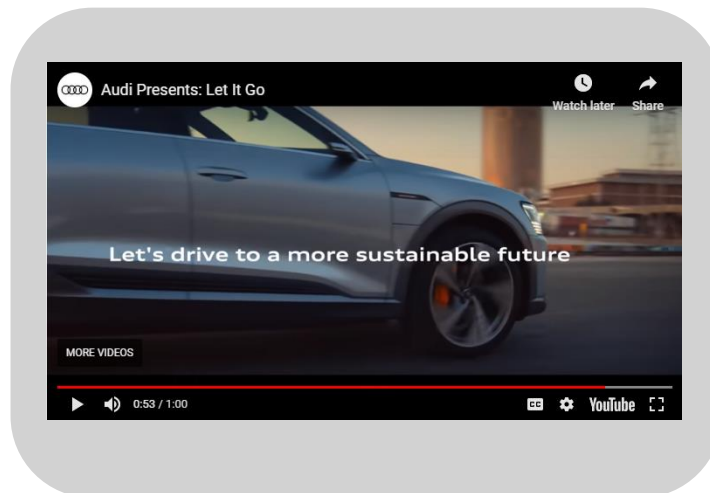 Audi Presents: Let It Go
Watch later
Share
Let's drive to a more sustainable future
MORE VIDEOS
0:53 / 1:00
CC
YouTube